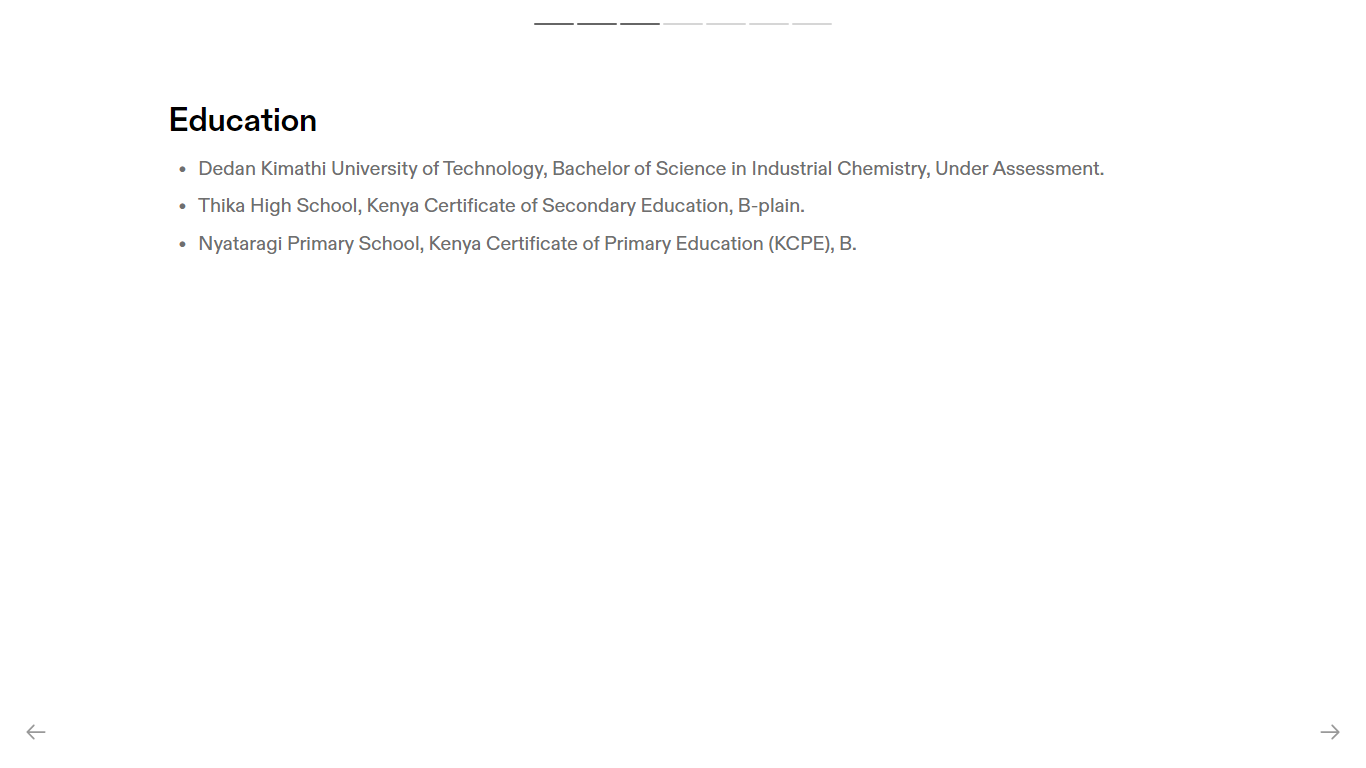 Education
• Dedan Kimathi University of Technology, Bachelor of Science in Industrial Chemistry, Under Assessment.
• Thika High School, Kenya Certificate of Secondary Education, B-plain.
• Nyataragi Primary School, Kenya Certificate of Primary Education (KCPE), B.